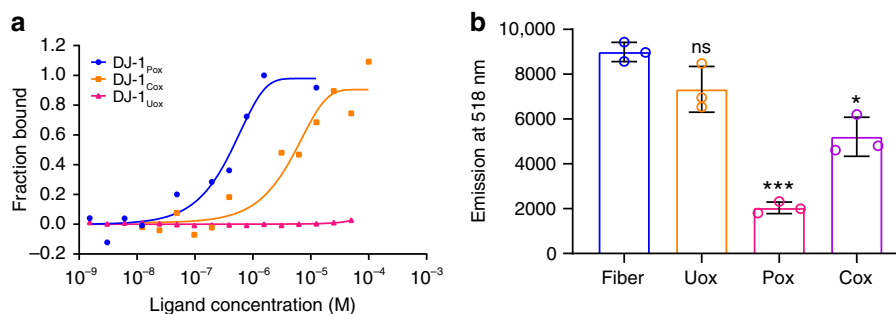 a
DJ-1Pox
DJ-1Cox
DJ-1Uox
Fraction bound
1.2
1.0
0.8
0.6
0.4
0.2
0.0
–0.2
10⁻⁹ 10⁻⁸ 10⁻⁷ 10⁻⁶ 10⁻⁵ 10⁻⁴ 10⁻³
Ligand concentration (M)
b
Emission at 518 nm
10,000
8000
6000
4000
2000
0
ns
***
*
Fiber Uox Pox Cox